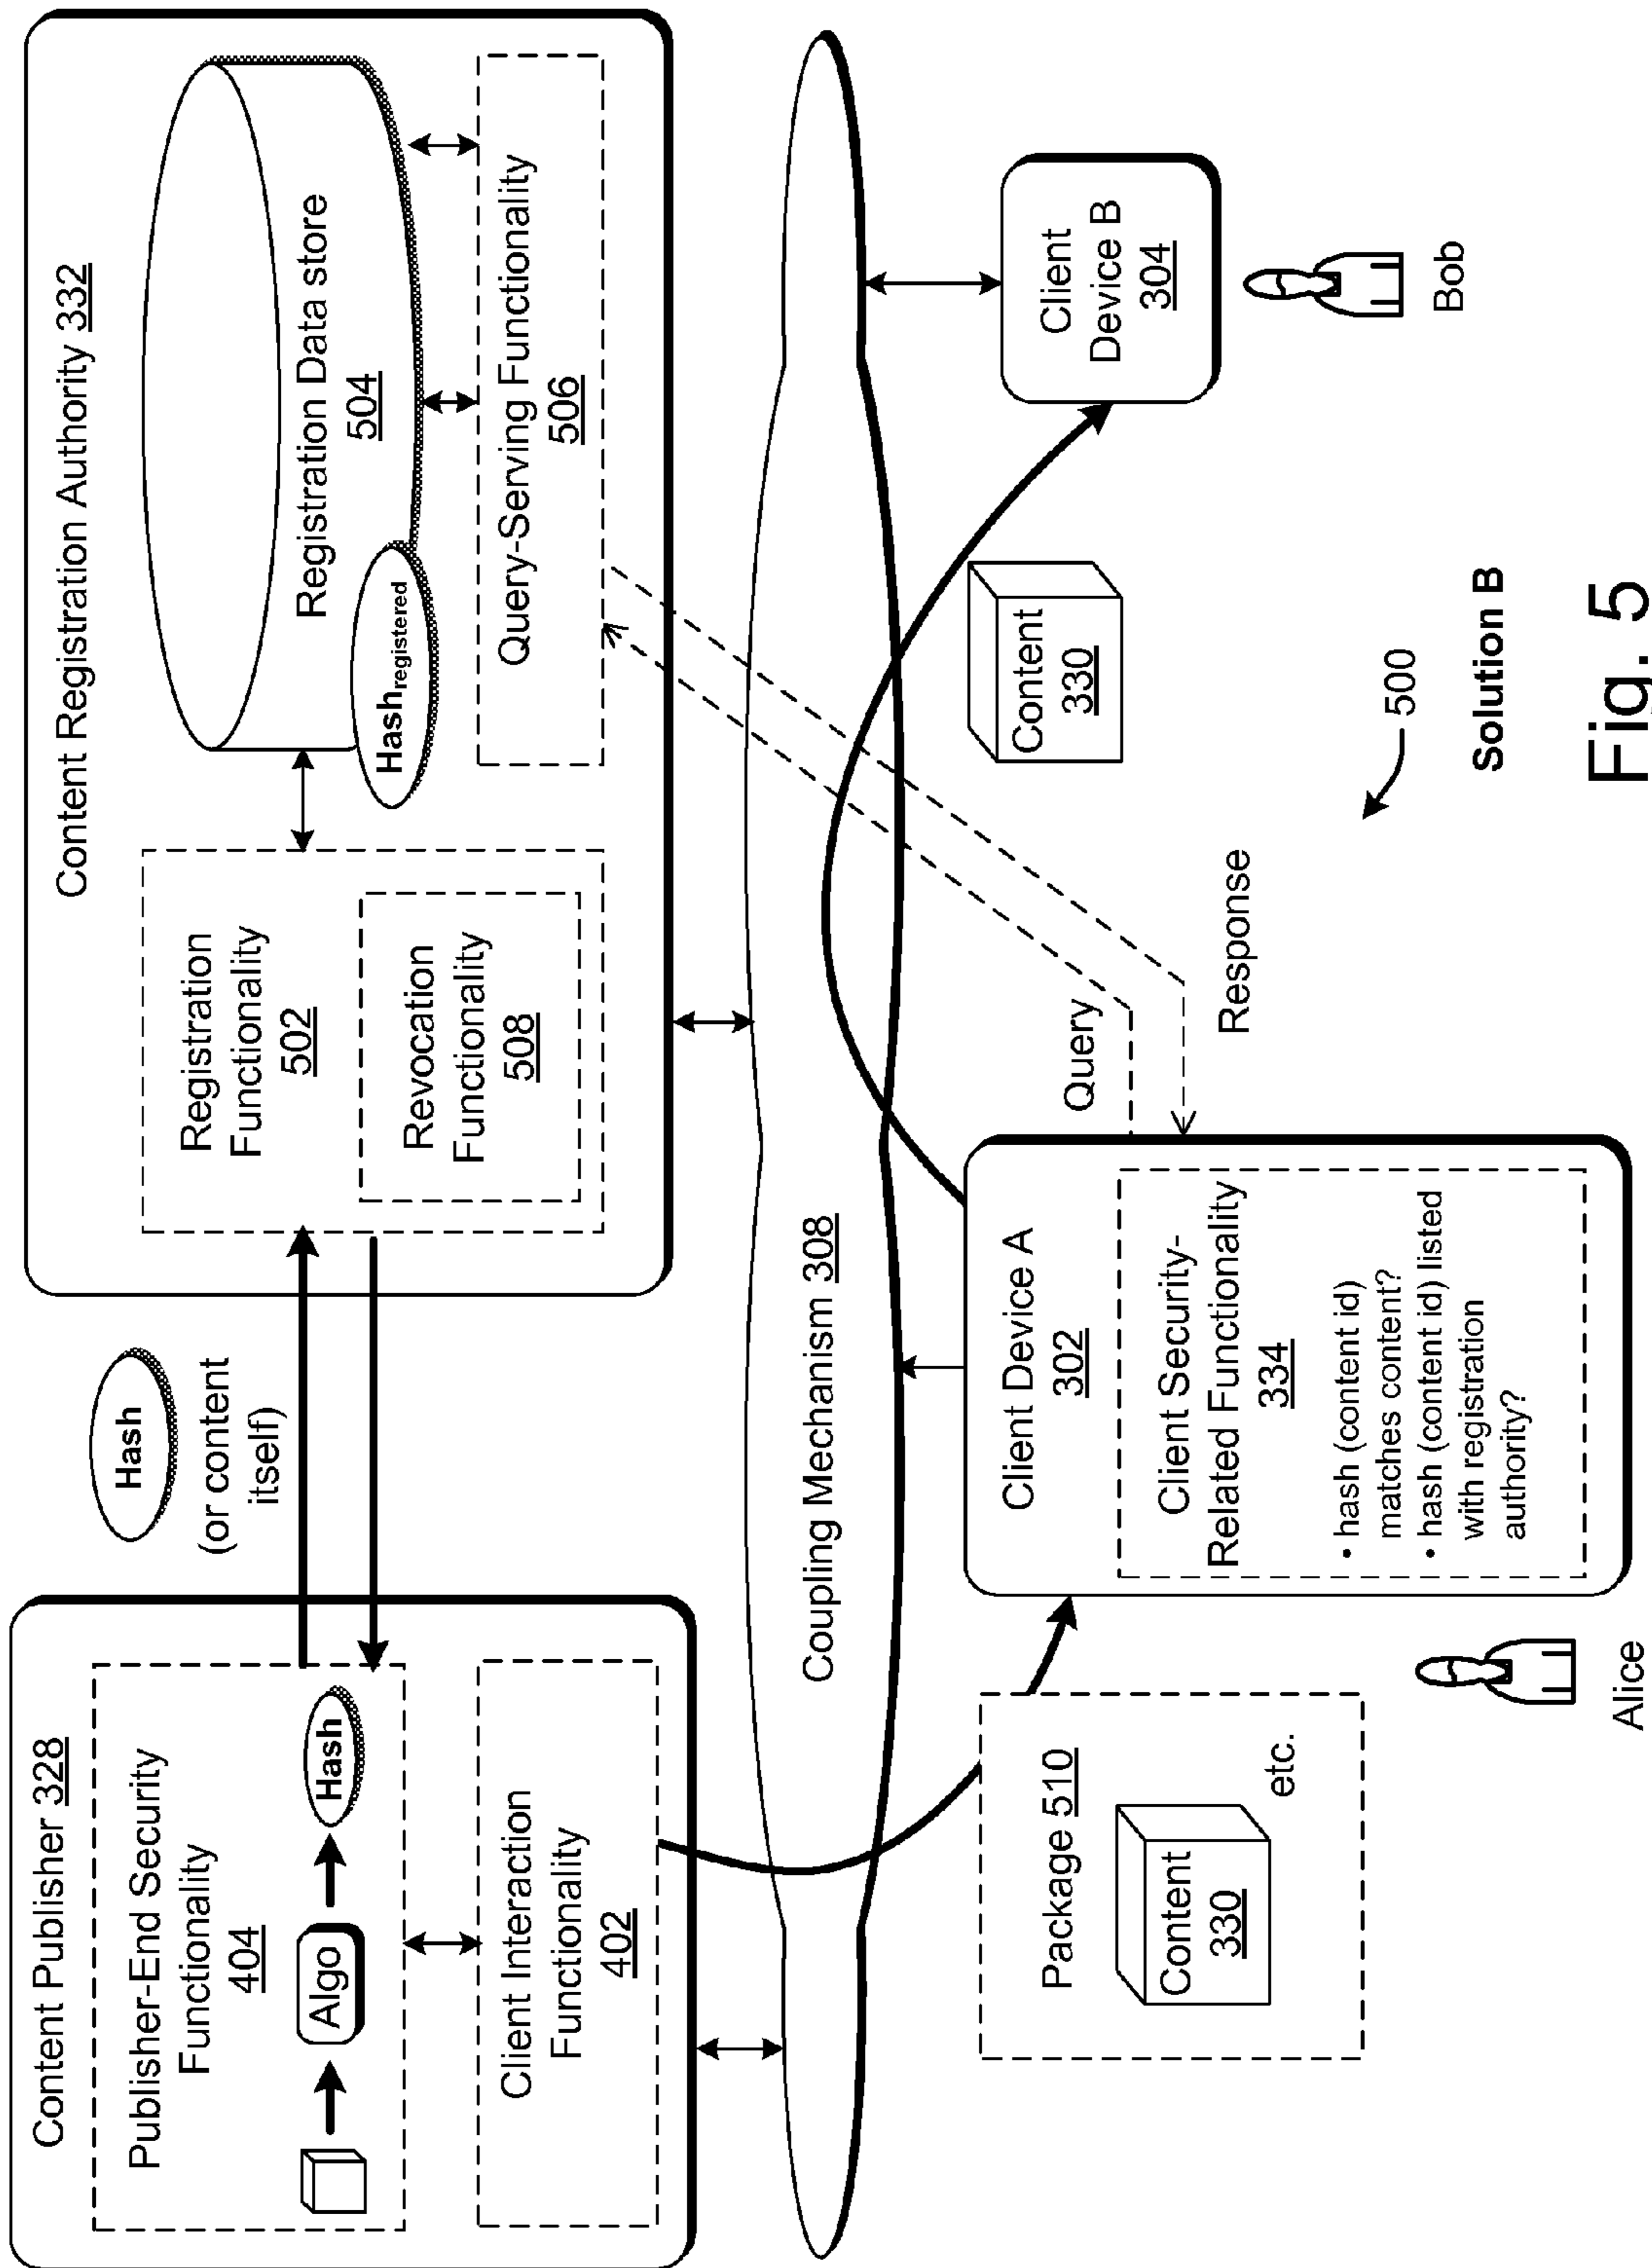 Content Publisher 328
Publisher-End Security
Functionality
404
Algo
Hash
Client Interaction
Functionality
402
Hash
(or content
itself)
Content Registration Authority 332
Registration
Functionality
502
Revocation
Functionality
508
Registration Data store
504
Hashregistered
Query-Serving Functionality
506
Coupling Mechanism 308
Package 510
Content
330
etc.
Alice
Client Device A
302
Client Security-
Related Functionality
334
• hash (content id)
matches content?
• hash (content id) listed
with registration
authority?
Query
Response
Content
330
Client
Device B
304
Bob
500
Solution B
Fig. 5